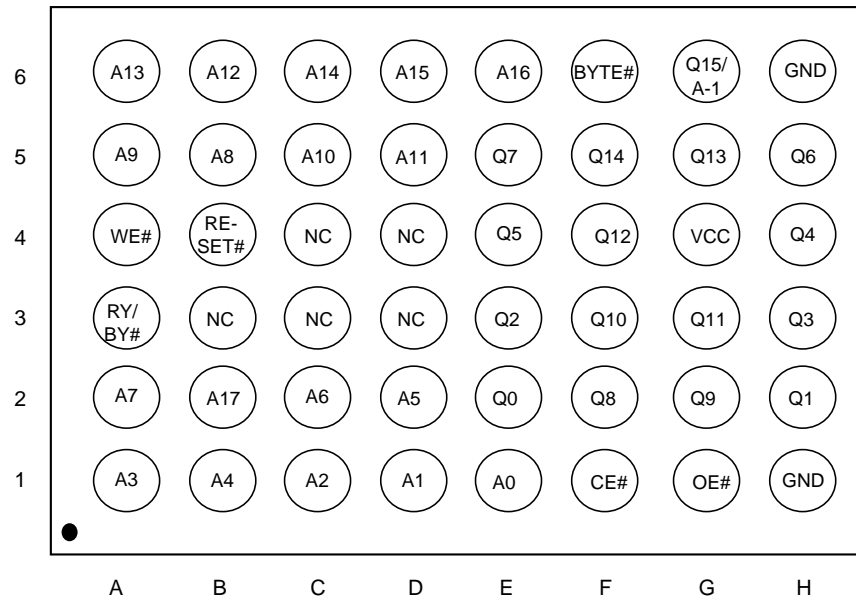 6 A13 A12 A14 A15 A16 BYTE# Q15/ A-1 GND
5 A9 A8 A10 A11 Q7 Q14 Q13 Q6
4 WE# RE- SET# NC NC Q5 Q12 VCC Q4
3 RY/ BY# NC NC NC Q2 Q10 Q11 Q3
2 A7 A17 A6 A5 Q0 Q8 Q9 Q1
1 A3 A4 A2 A1 A0 CE# OE# GND
A B C D E F G H